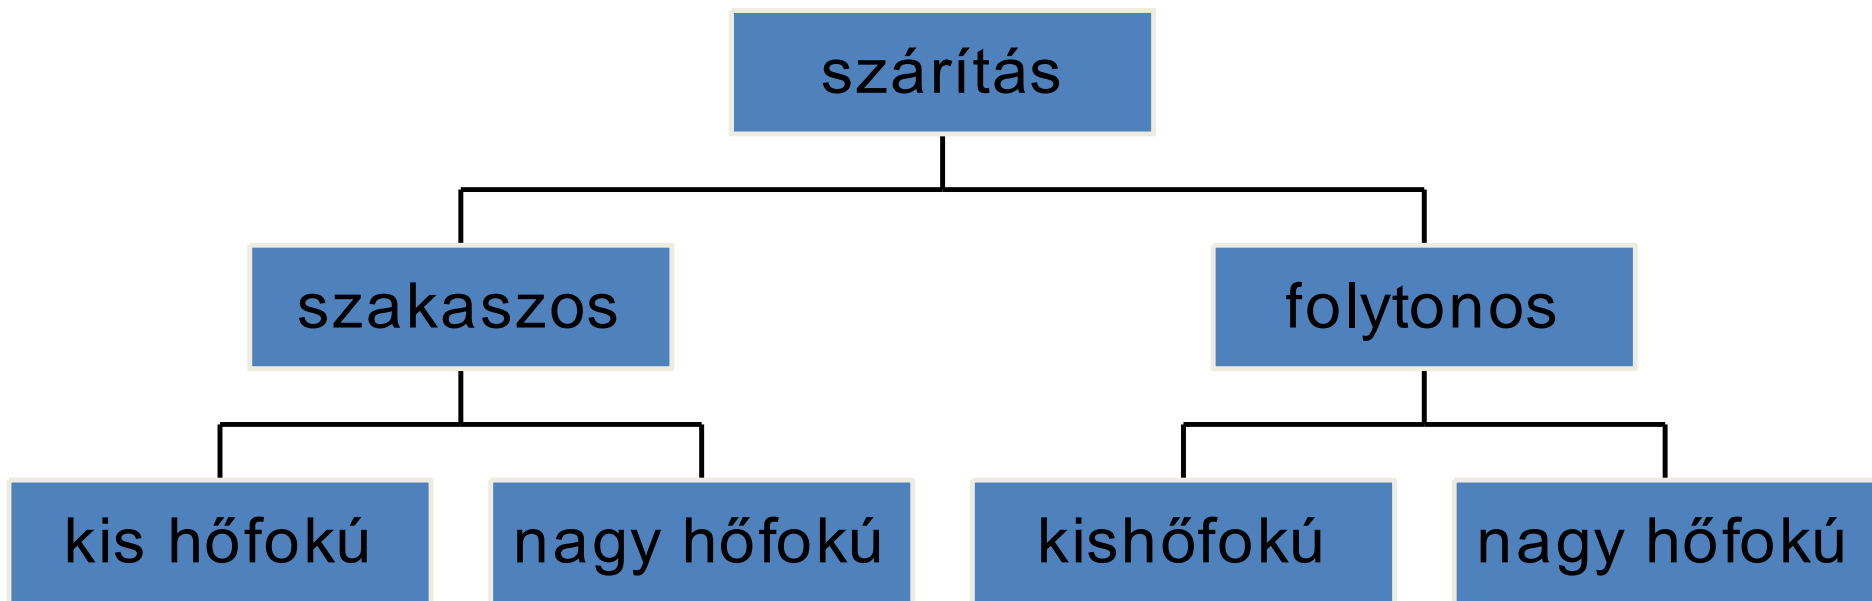 szárítás
szakaszos
folytonos
kis hőfokú
nagy hőfokú
kishőfokú
nagy hőfokú